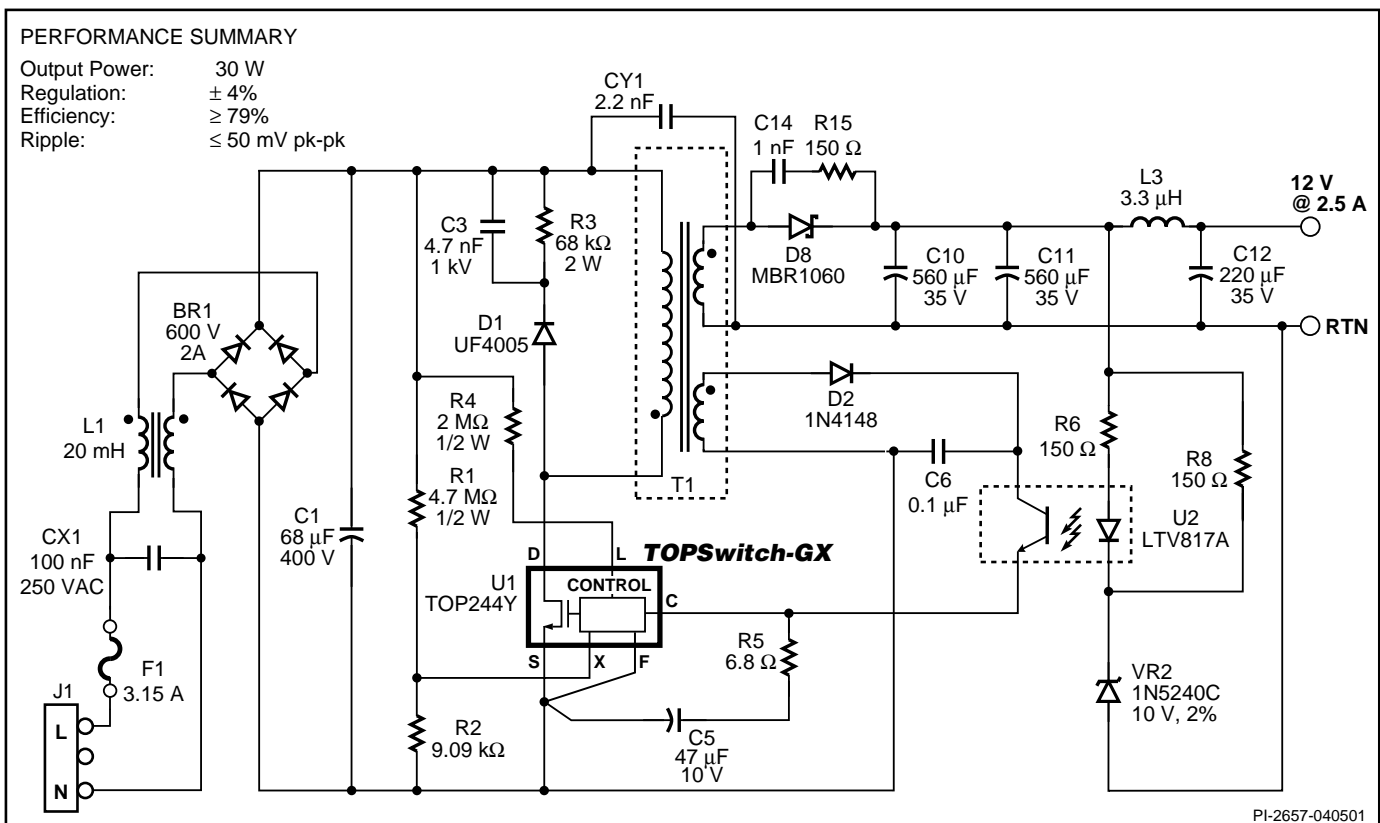 PERFORMANCE SUMMARY
Output Power: 30 W
Regulation: ± 4%
Efficiency: ≥ 79%
Ripple: ≤ 50 mV pk-pk
CY1
2.2 nF
C14
1 nF
R15
150 Ω
L3
3.3 µH
12 V
@ 2.5 A
C3
4.7 nF
1 kV
R3
68 kΩ
2 W
D8
MBR1060
C10
560 µF
35 V
C11
560 µF
35 V
C12
220 µF
35 V
RTN
BR1
600 V
2A
D1
UF4005
L1
20 mH
R4
2 MΩ
1/2 W
D2
1N4148
R6
150 Ω
R8
150 Ω
R1
4.7 MΩ
1/2 W
T1
C6
0.1 µF
C1
68 µF
400 V
U2
LTV817A
CX1
100 nF
250 VAC
D
L
TOPSwitch-GX
U1
TOP244Y
CONTROL
C
S
X
F
R5
6.8 Ω
F1
3.15 A
J1
L
N
VR2
1N5240C
10 V, 2%
R2
9.09 kΩ
C5
47 µF
10 V
PI-2657-040501